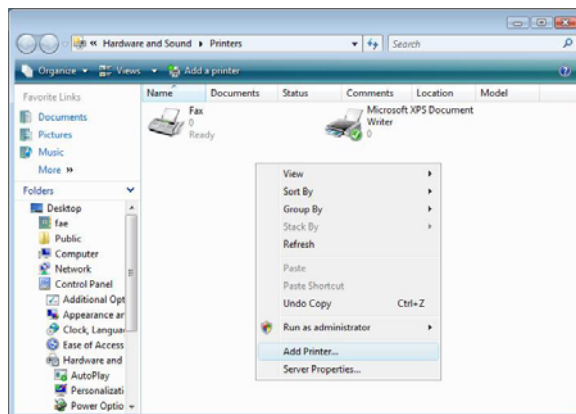 « Hardware and Sound ▸ Printers
Search
Organize
Views
Add a printer
Favorite Links
Documents
Pictures
Music
More »
Folders
Desktop
fae
Public
Computer
Network
Control Panel
Additional Opt
Appearance ar
Clock, Languag
Ease of Access
Hardware and
AutoPlay
Personalizati
Power Optio
Name Documents Status Comments Location Model
Fax
0
Ready
Microsoft XPS Document
Writer
0
View
Sort By
Group By
Stack By
Refresh
Paste
Paste Shortcut
Undo Copy Ctrl+Z
Run as administrator
Add Printer...
Server Properties...